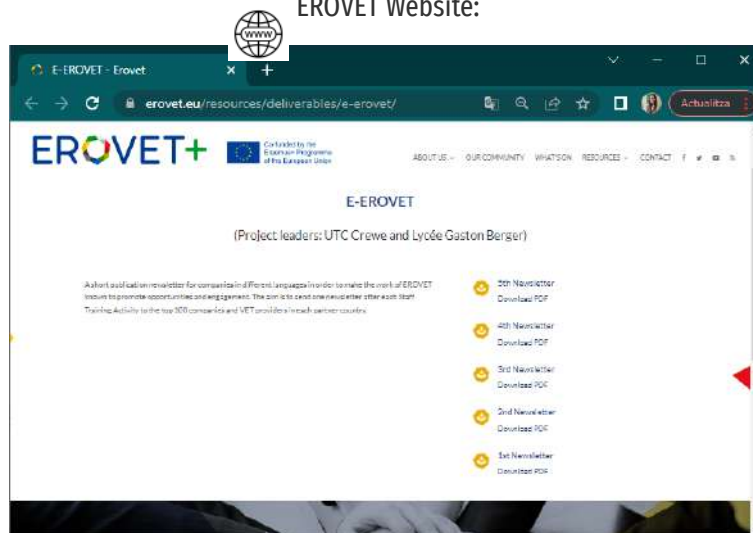 EROVET Website:
WWW
E-EROVET - Erovet
erovet.eu/resources/deliverables/e-erovet/
Actualitza
EROVET+
Cofunded by the
Erasmus+ Programme
of the European Union
ABOUT US
OUR COMMUNITY
WHAT'S ON
RESOURCES
CONTACT
E-EROVET
(Project leaders: UTC Crewe and Lycée Gaston Berger)
A short publication newsletter for companies in different languages in order to make the work of EROVET
known to promote opportunities and engagement. The aim is to send one newsletter after each Staff
Training Activity to the top 100 companies and VET providers in each partner country
5th Newsletter
Download PDF
4th Newsletter
Download PDF
3rd Newsletter
Download PDF
2nd Newsletter
Download PDF
1st Newsletter
Download PDF